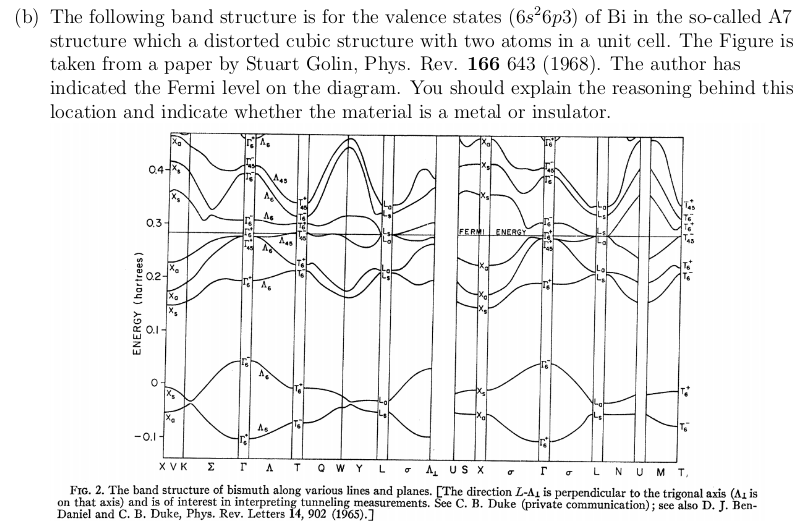 (b) The following band structure is for the valence states (6s²6p3) of Bi in the so-called A7
structure which a distorted cubic structure with two atoms in a unit cell. The Figure is
taken from a paper by Stuart Golin, Phys. Rev. 166 643 (1968). The author has
indicated the Fermi level on the diagram. You should explain the reasoning behind this
location and indicate whether the material is a metal or insulator.
ENERGY (hartrees)
0.4
0.3
0.2
0.1
0
-0.1
FERMI ENERGY
X V K Σ Γ Λ T Q W Y L σ Λ⊥ U S X σ Γ σ L N U M T,
FIG. 2. The band structure of bismuth along various lines and planes. [The direction L-Λ⊥ is perpendicular to the trigonal axis (Λ⊥ is
on that axis) and is of interest in interpreting tunneling measurements. See C. B. Duke (private communication); see also D. J. Ben-
Daniel and C. B. Duke, Phys. Rev. Letters 14, 902 (1965).]